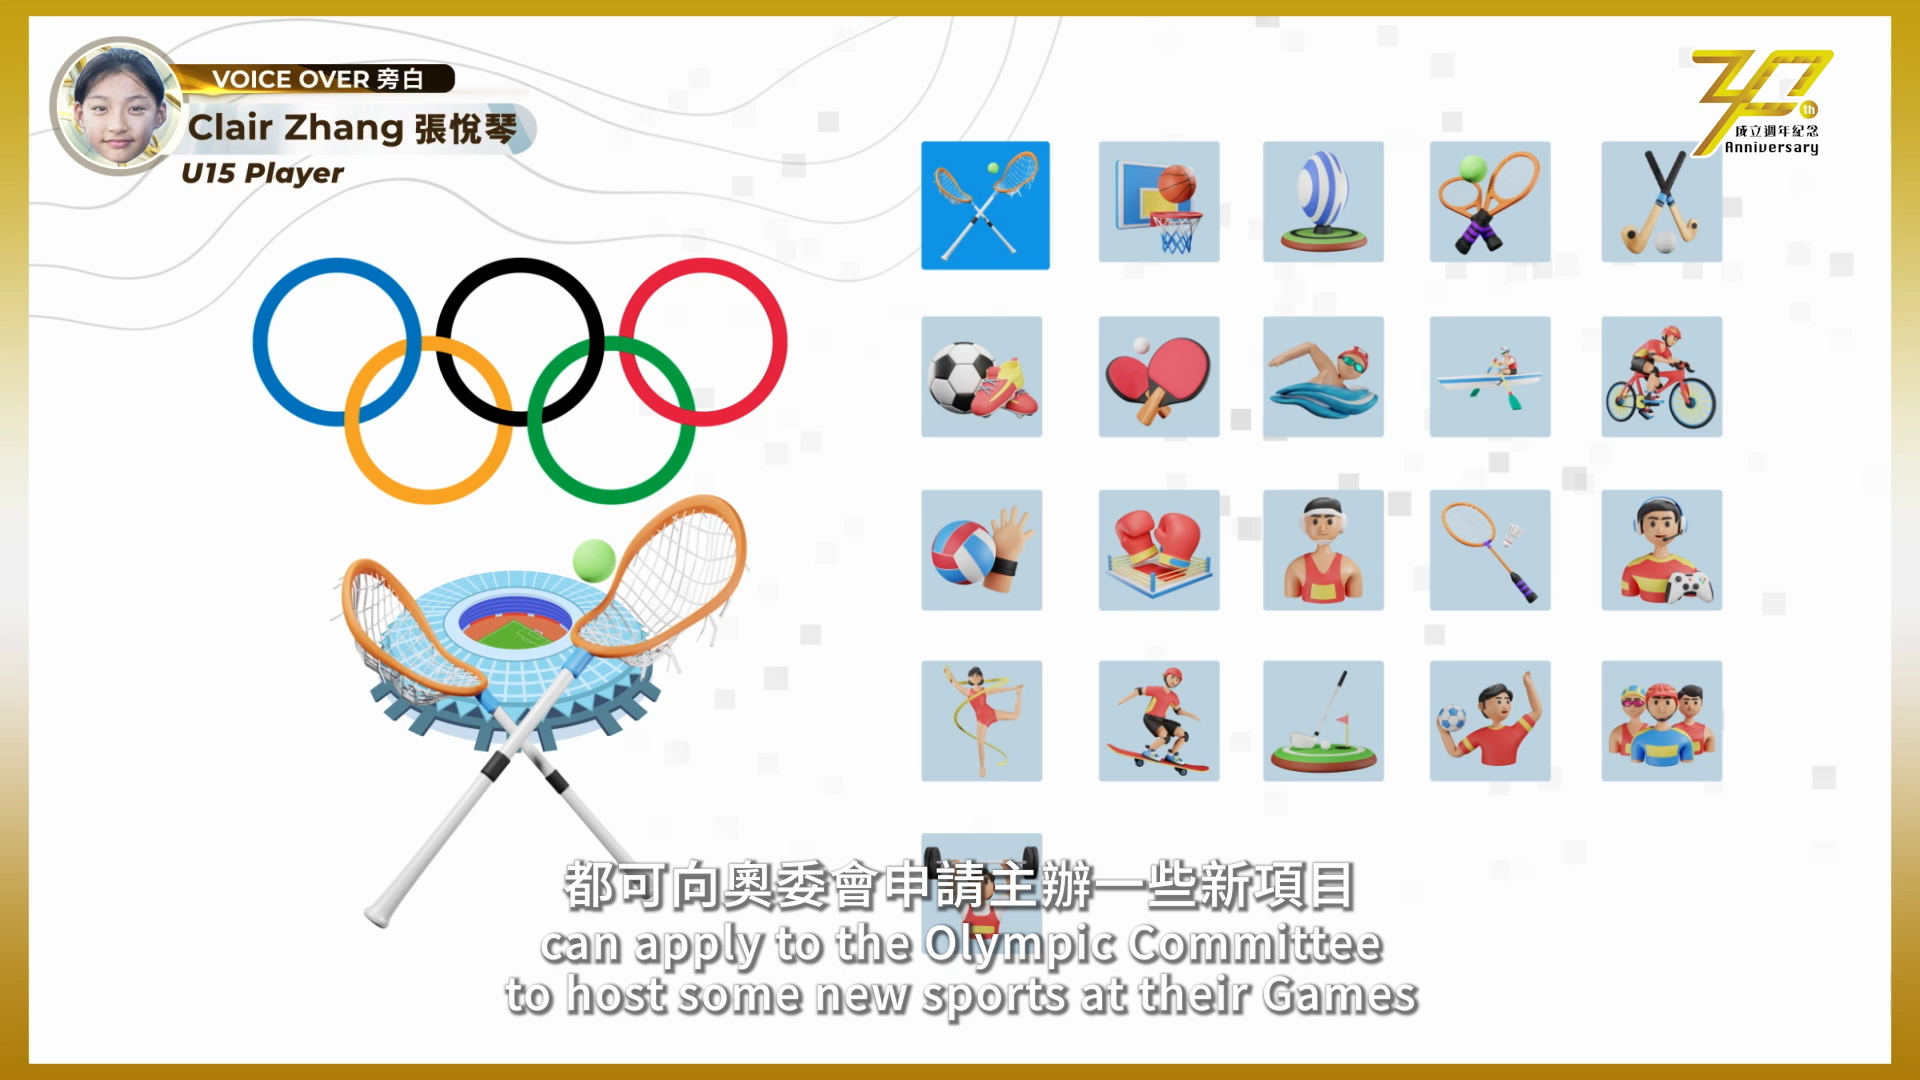 VOICE OVER 旁白
Clair Zhang 張悅琴
U15 Player
30th
成立週年紀念
Anniversary
都可向奧委會申請主辦一些新項目
can apply to the Olympic Committee
to host some new sports at their Games